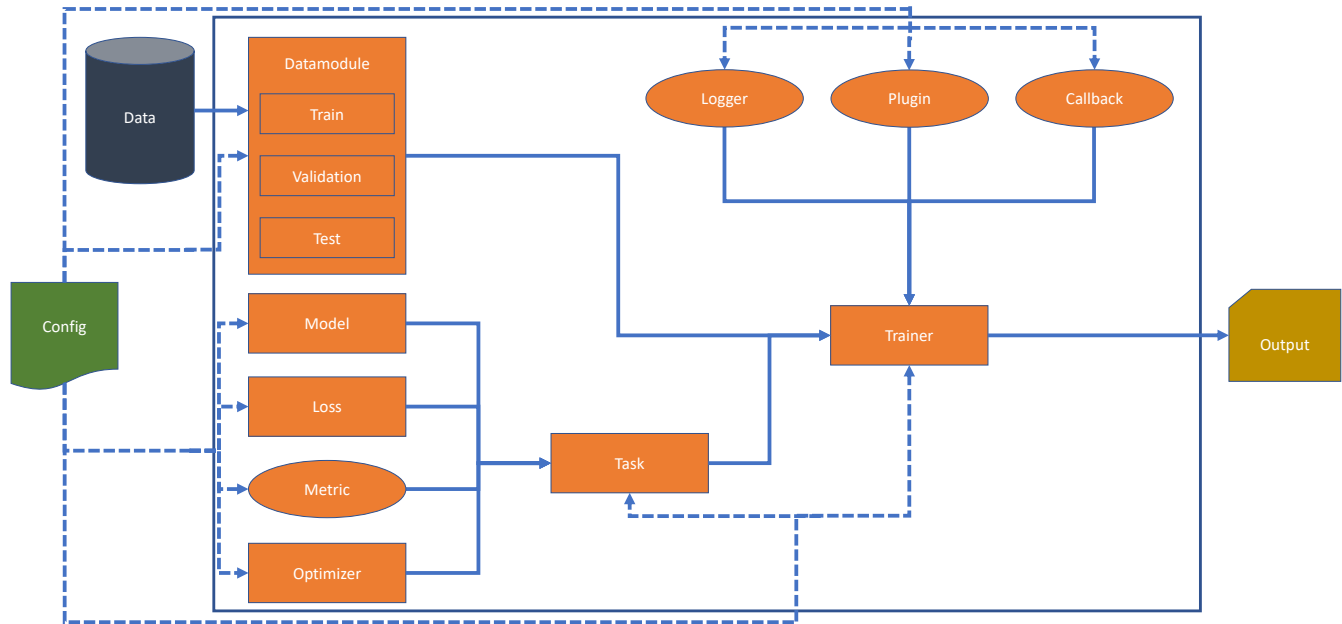 Data
Datamodule
Train
Validation
Test
Logger
Plugin
Callback
Config
Model
Loss
Metric
Optimizer
Task
Trainer
Output